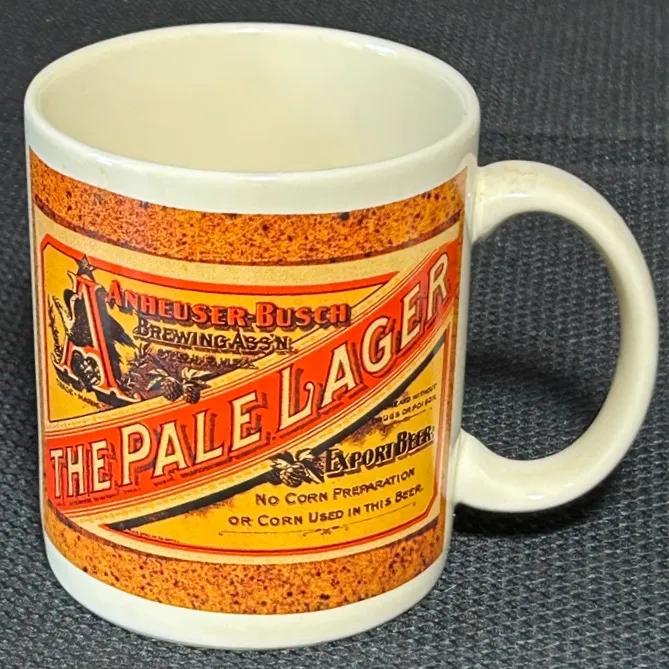 A
ANHEUSER-BUSCH
BREWING ASS'N
THE PALE LAGER
EXPORT BEER
NO CORN PREPARATION
OR CORN USED IN THIS BEER.